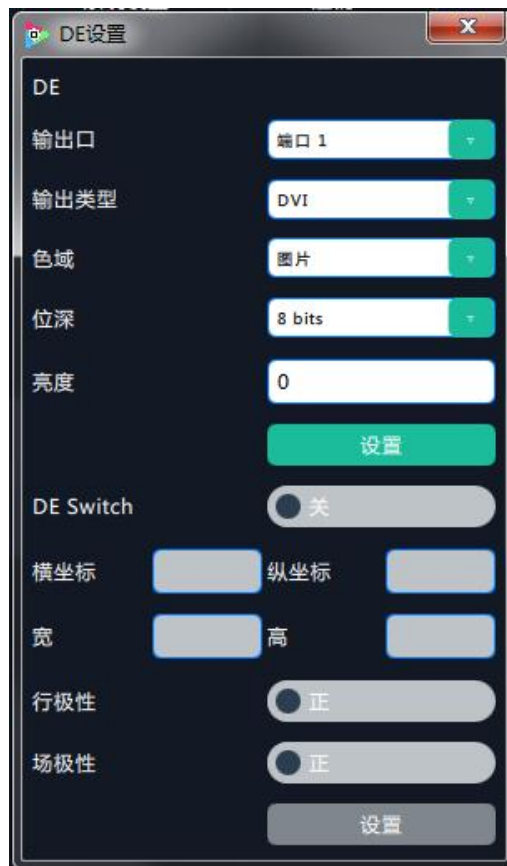 DE设置
DE
输出口 端口 1
输出类型 DVI
色域 图片
位深 8 bits
亮度 0
设置
DE Switch 关
横坐标 纵坐标
宽 高
行极性 正
场极性 正
设置